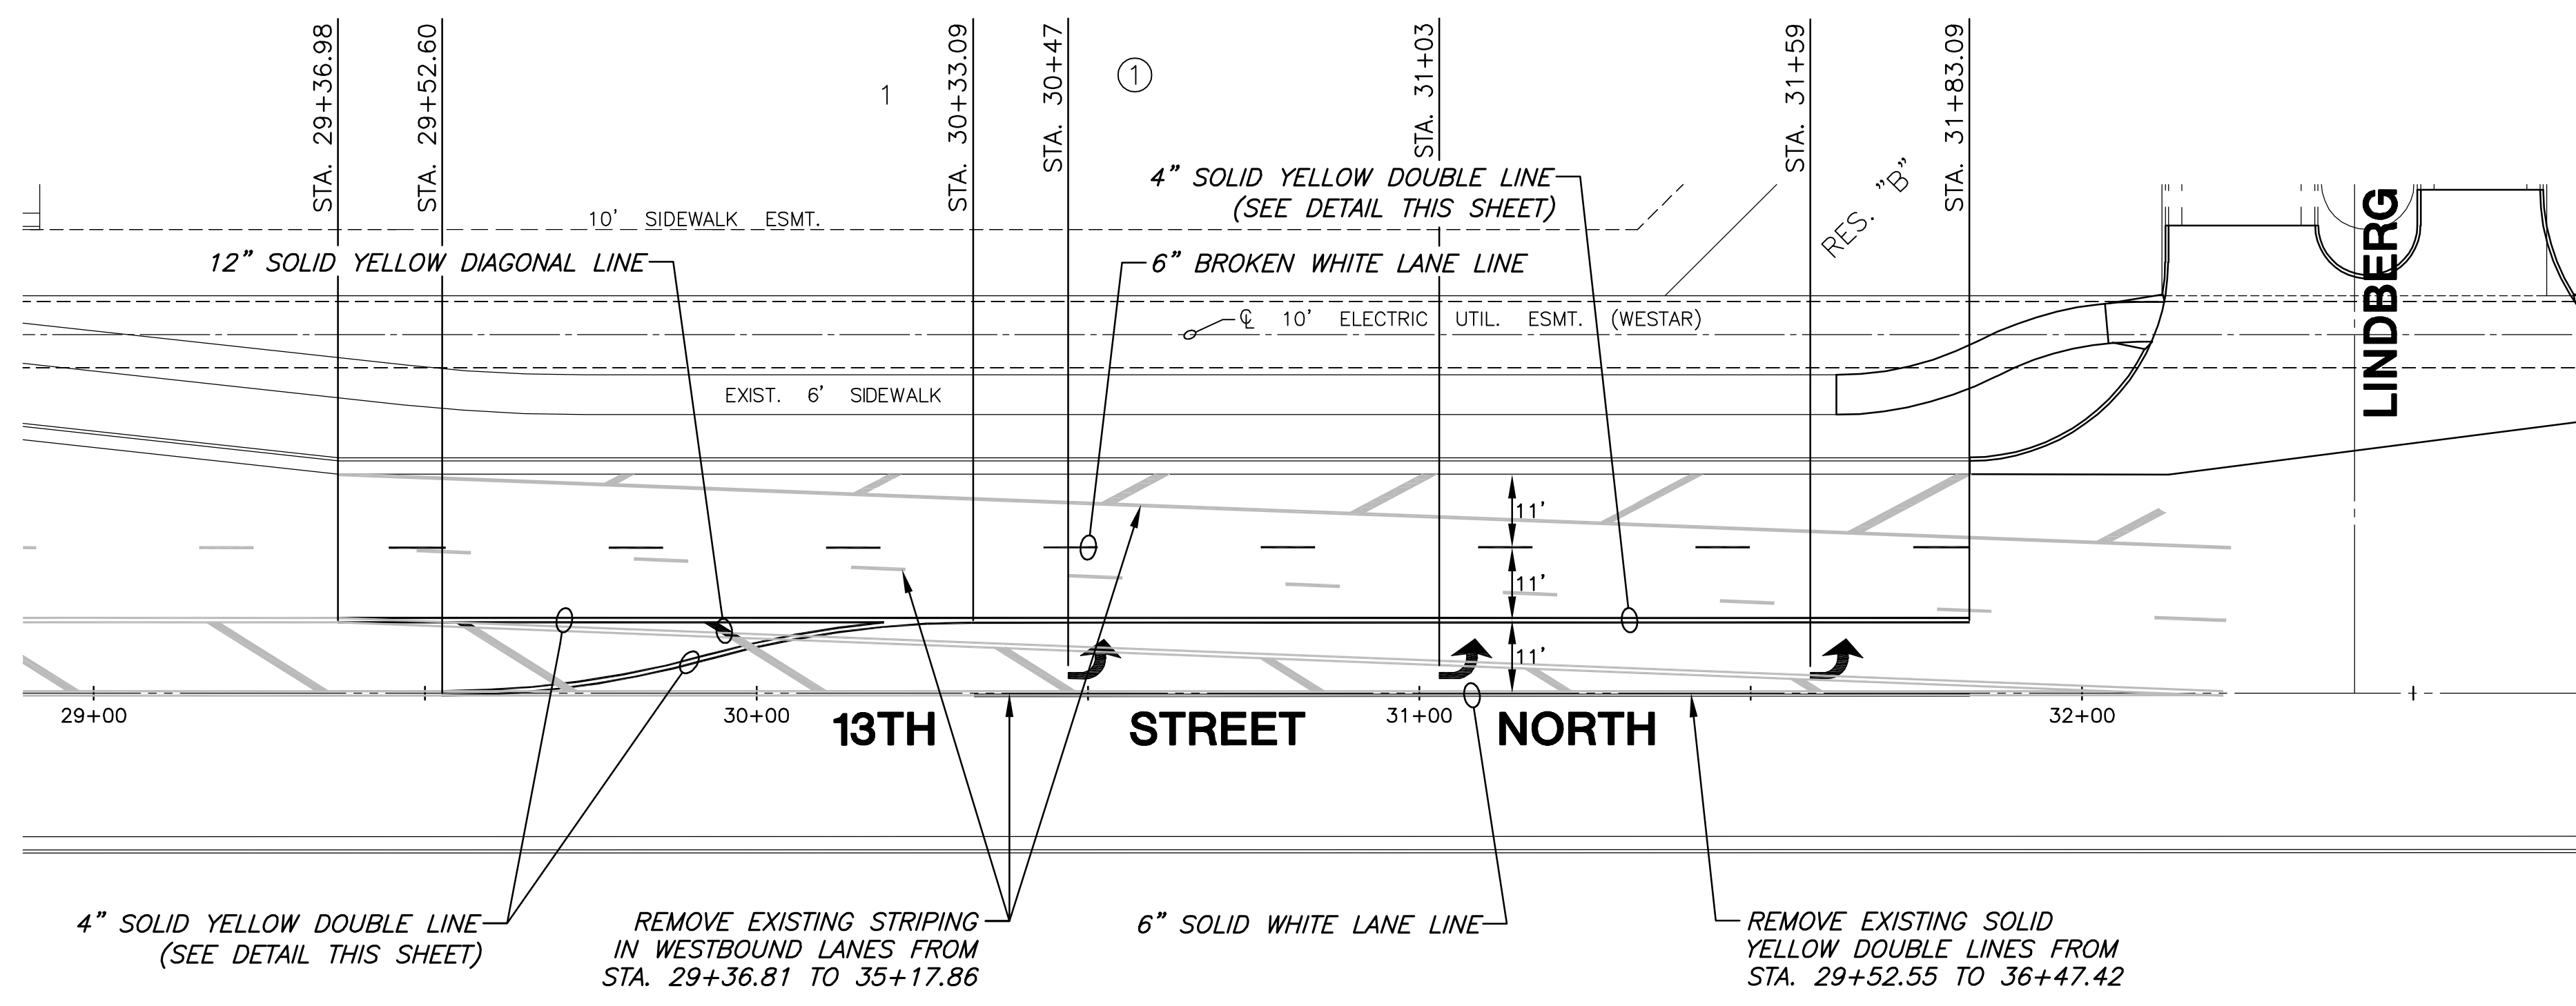 STA. 29+36.98
STA. 29+52.60
1
STA. 30+33.09
STA. 30+47
1
STA. 31+03
STA. 31+59
STA. 31+83.09
4” SOLID YELLOW DOUBLE LINE
(SEE DETAIL THIS SHEET)
RES. "B"
LINDBERG
10' SIDEWALK ESMT.
12” SOLID YELLOW DIAGONAL LINE
6” BROKEN WHITE LANE LINE
℄ 10' ELECTRIC UTIL. ESMT. (WESTAR)
EXIST. 6' SIDEWALK
11'
11'
11'
29+00
30+00
31+00
32+00
13TH STREET NORTH
4” SOLID YELLOW DOUBLE LINE
(SEE DETAIL THIS SHEET)
REMOVE EXISTING STRIPING
IN WESTBOUND LANES FROM
STA. 29+36.81 TO 35+17.86
6” SOLID WHITE LANE LINE
REMOVE EXISTING SOLID
YELLOW DOUBLE LINES FROM
STA. 29+52.55 TO 36+47.42